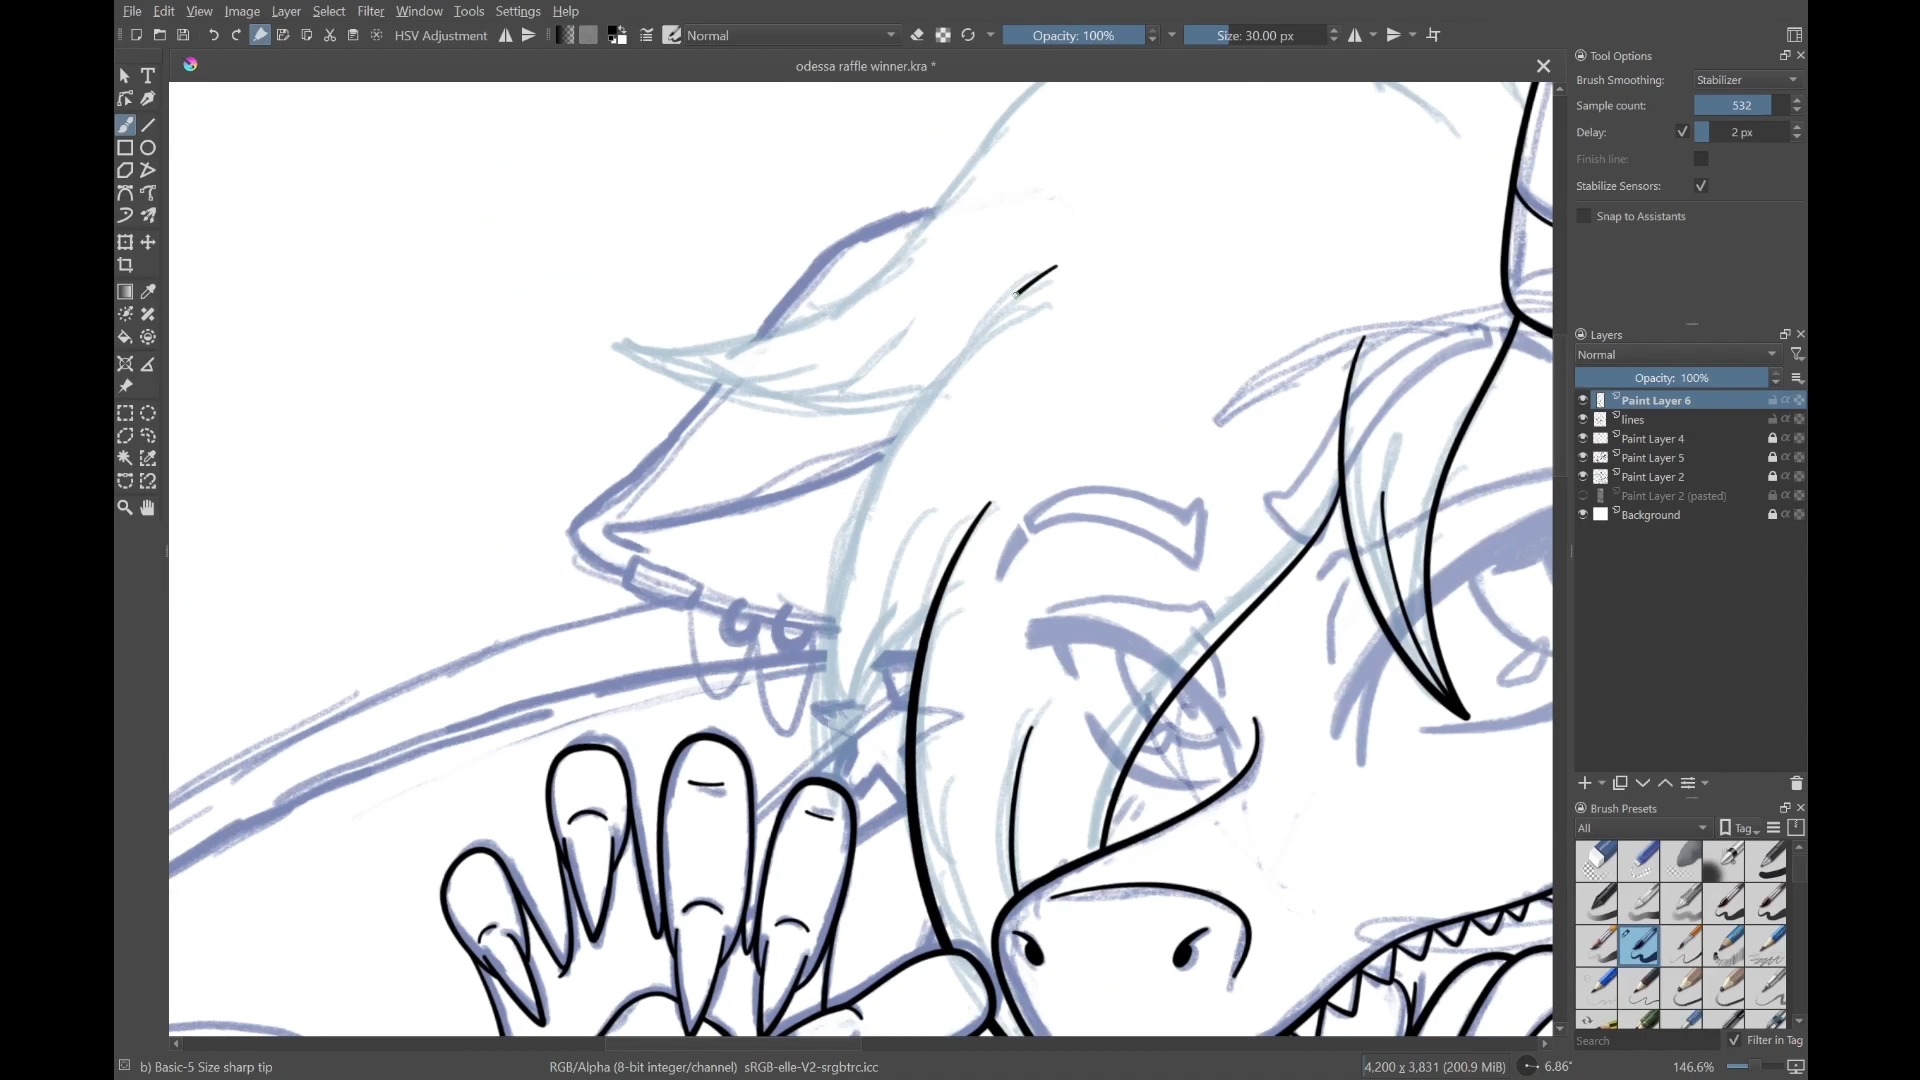 File Edit View Image Layer Select Filter Window Tools Settings Help
HSV Adjustment Normal Opacity: 100% Size: 30.00 px
odessa raffle winner.kra *
Tool Options
Brush Smoothing: Stabilizer
Sample count: 532
Delay: 2 px
Finish line:
Stabilize Sensors:
Snap to Assistants
Layers
Normal
Opacity: 100%
Paint Layer 6
lines
Paint Layer 4
Paint Layer 5
Paint Layer 2
Paint Layer 2 (pasted)
Background
Brush Presets
All Tag
Search Filter in Tag
b) Basic-5 Size sharp tip RGB/Alpha (8-bit integer/channel) sRGB-elle-V2-srgbtrc.icc 4,200 x 3,831 (200.9 MiB) 6.86° 146.6%